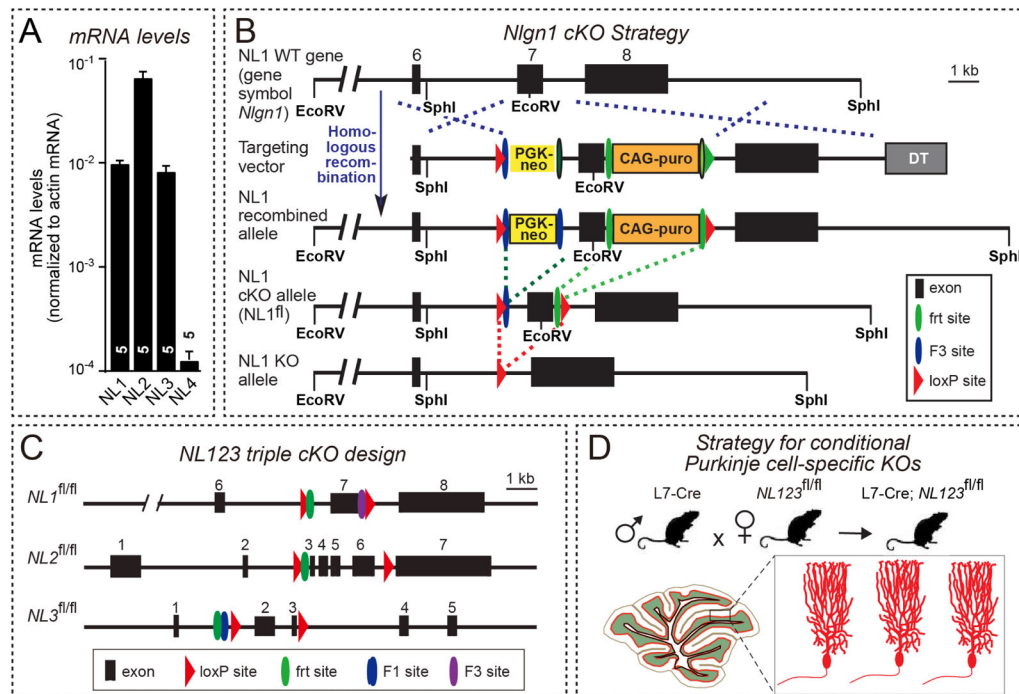 A
mRNA levels
mRNA levels
(normalized to actin mRNA)
10-1
10-2
10-3
10-4
5
5
5
5
NL1
NL2
NL3
NL4
B
Nlgn1 cKO Strategy
NL1 WT gene
(gene
symbol
Nlgn1)
6
7
8
1 kb
EcoRV
SphI
EcoRV
SphI
Homo-
logous
recom-
bination
Targeting
vector
PGK-
neo
CAG-puro
DT
SphI
EcoRV
NL1
recombined
allele
PGK-
neo
CAG-puro
EcoRV
SphI
EcoRV
SphI
NL1
cKO allele
(NL1fl)
EcoRV
SphI
EcoRV
SphI
NL1 KO
allele
EcoRV
SphI
SphI
exon
frt site
F3 site
loxP site
C
NL123 triple cKO design
NL1fl/fl
6
7
8
1 kb
NL2fl/fl
1
2
3
4
5
6
7
NL3fl/fl
1
2
3
4
5
exon
loxP site
frt site
F1 site
F3 site
D
Strategy for conditional
Purkinje cell-specific KOs
L7-Cre
NL123fl/fl
L7-Cre; NL123fl/fl
♂
x
♀